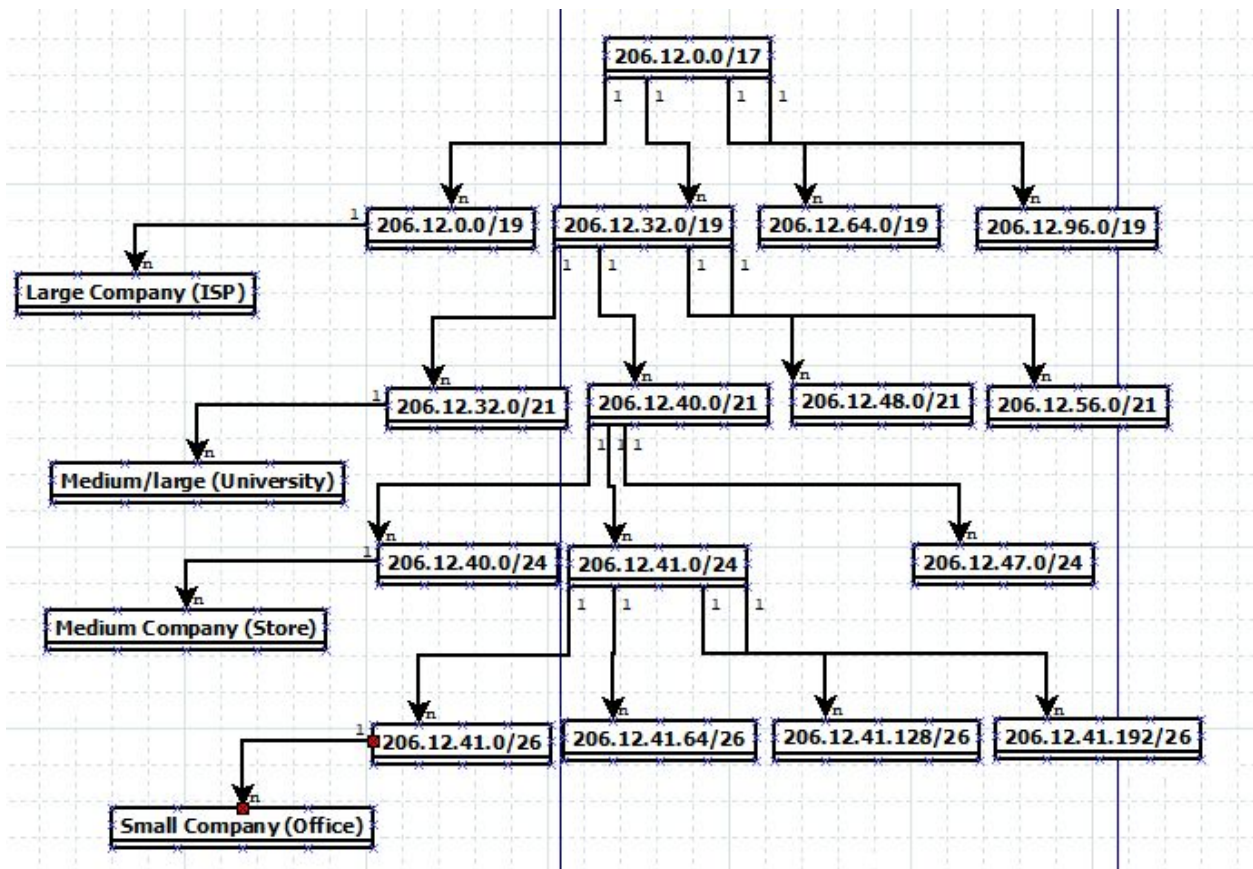 206.12.0.0/17
1 1 1 1
n n n n
1 206.12.0.0/19 206.12.32.0/19 206.12.64.0/19 206.12.96.0/19
n 1 1 1 1
Large Company (ISP)
n n n n
1 206.12.32.0/21 206.12.40.0/21 206.12.48.0/21 206.12.56.0/21
n 1 1 1
Medium/large (University)
n n n
1 206.12.40.0/24 206.12.41.0/24 206.12.47.0/24
n 1 1 1 1
Medium Company (Store)
n n n n
1 206.12.41.0/26 206.12.41.64/26 206.12.41.128/26 206.12.41.192/26
n
Small Company (Office)